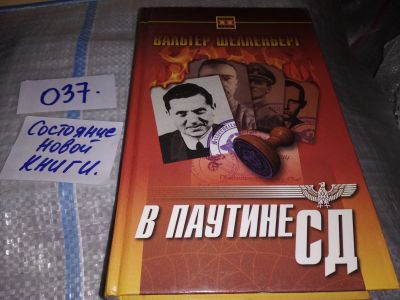 037.
Состояние
новой
книги.
ВАЛЬТЕР ШЕЛЛЕНБЕРГ
В ПАУТИНЕ СД